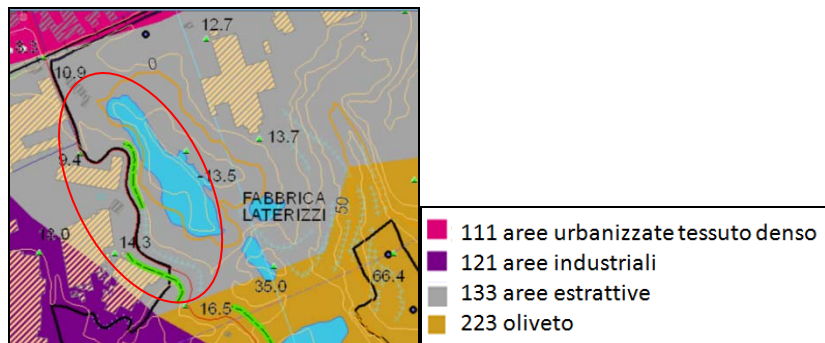 12.7
10.9
0
13.7
9.4
-13.5
FABBRICA
LATERIZZI
50
14.3
66.4
35.0
16.5
111 aree urbanizzate tessuto denso
121 aree industriali
133 aree estrattive
223 oliveto